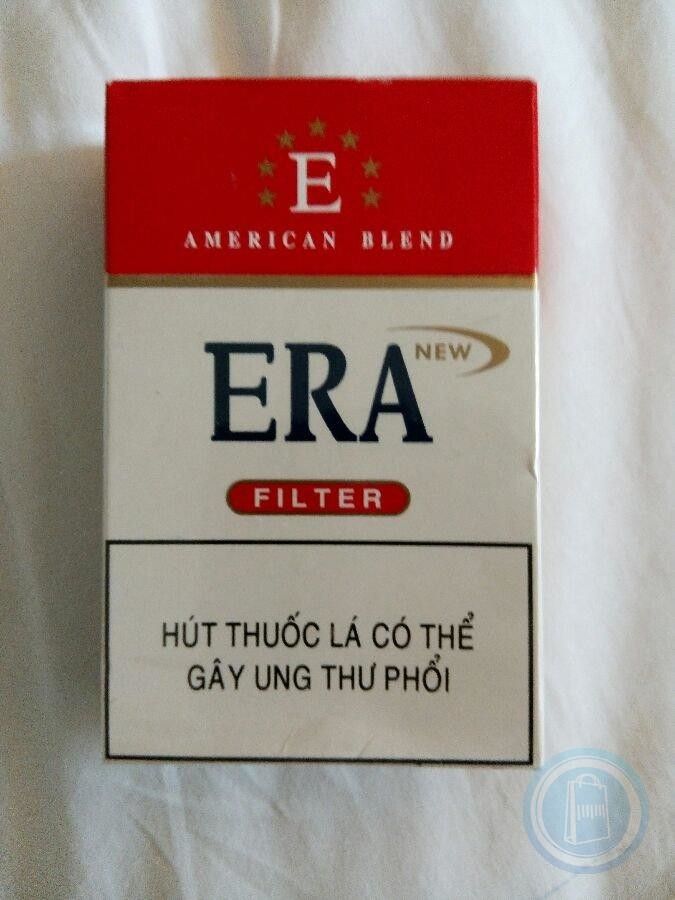 E
AMERICAN BLEND
ERA NEW
FILTER
HÚT THUỐC LÁ CÓ THỂ
GÂY UNG THƯ PHỔI